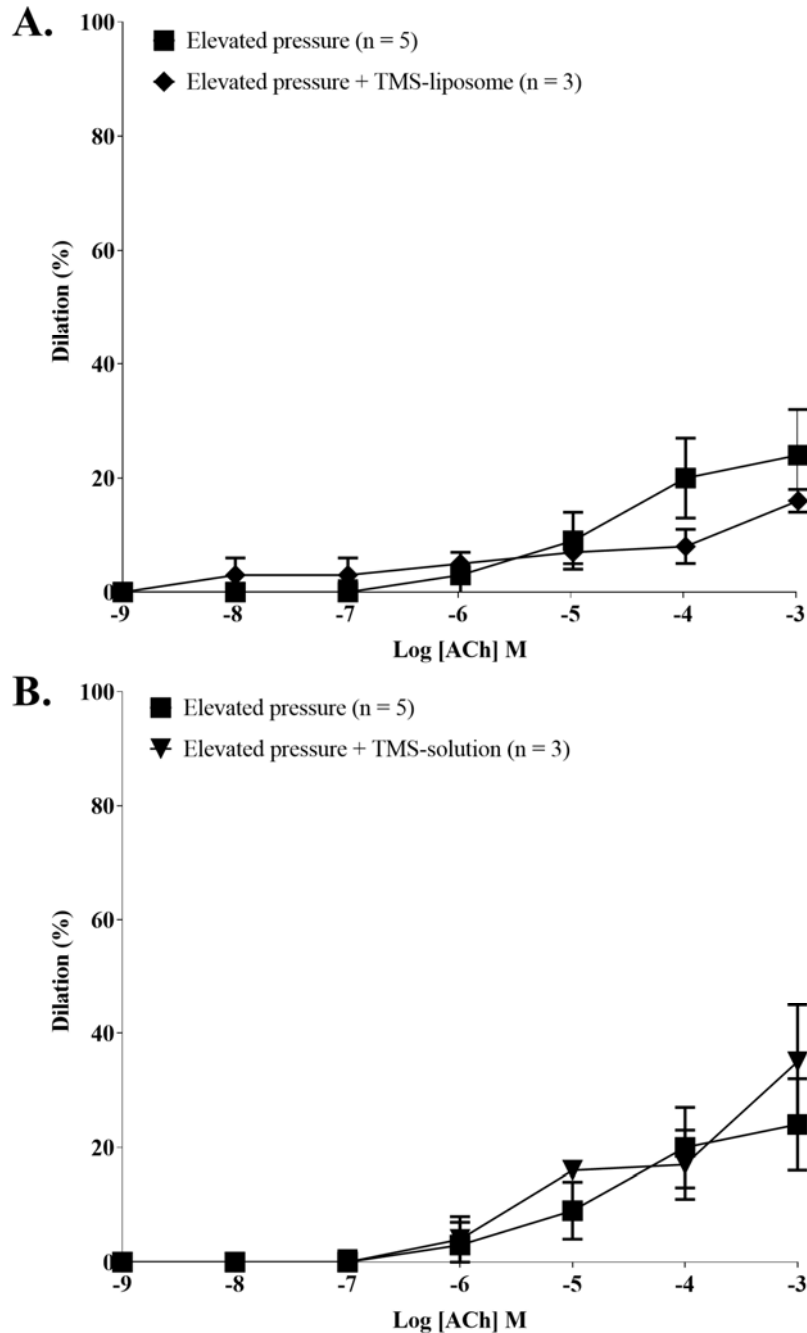 A.
Elevated pressure (n = 5)
Elevated pressure + TMS-liposome (n = 3)
100
80
60
40
20
0
Dilation (%)
-9 -8 -7 -6 -5 -4 -3
Log [ACh] M
B.
Elevated pressure (n = 5)
Elevated pressure + TMS-solution (n = 3)
100
80
60
40
20
0
Dilation (%)
-9 -8 -7 -6 -5 -4 -3
Log [ACh] M